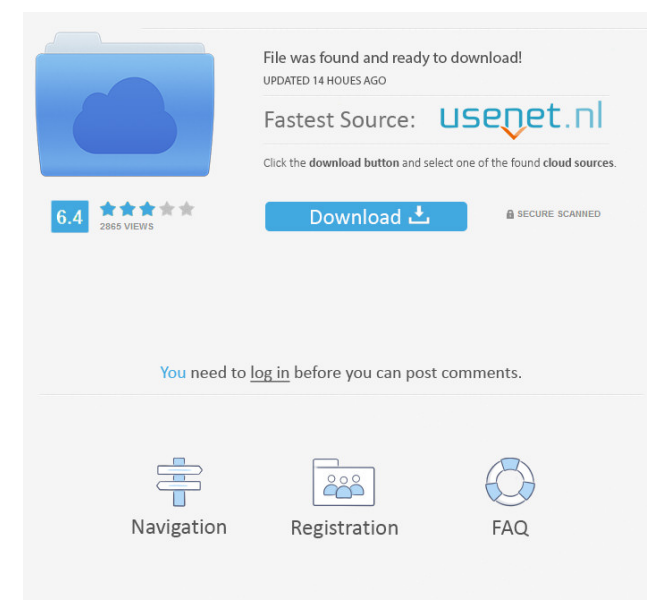 File was found and ready to download!
UPDATED 14 HOUES AGO
Fastest Source: usenet.nl
Click the download button and select one of the found cloud sources.
6.4
2865 VIEWS
Download
SECURE SCANNED
You need to log in before you can post comments.
Navigation
Registration
FAQ